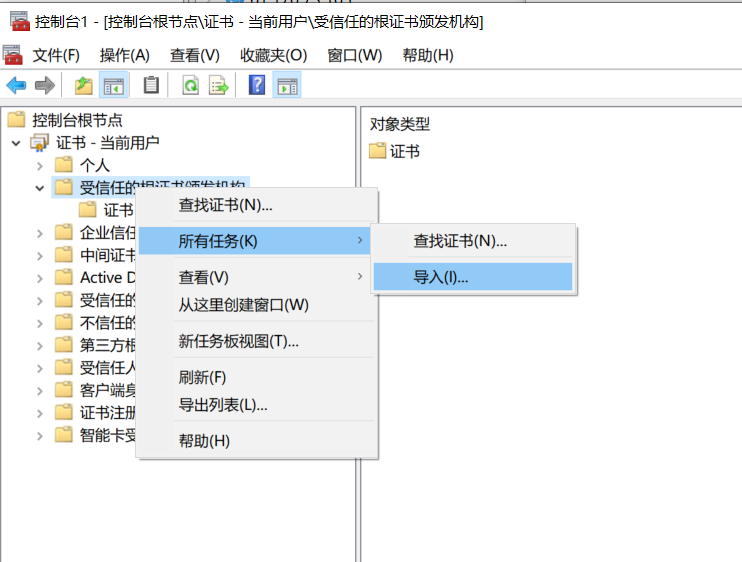 控制台1 - [控制台根节点\证书 - 当前用户\受信任的根证书颁发机构]
文件(F) 操作(A) 查看(V) 收藏夹(O) 窗口(W) 帮助(H)
控制台根节点
证书 - 当前用户
个人
受信任的根证书颁发机构
证书
企业信任
中间证书
Active D
受信任的
不信任的
第三方根
受信任人
客户端身
证书注册
智能卡受
查找证书(N)...
所有任务(K)
查看(V)
从这里创建窗口(W)
新任务板视图(T)...
刷新(F)
导出列表(L)...
帮助(H)
查找证书(N)...
导入(I)...
对象类型
证书